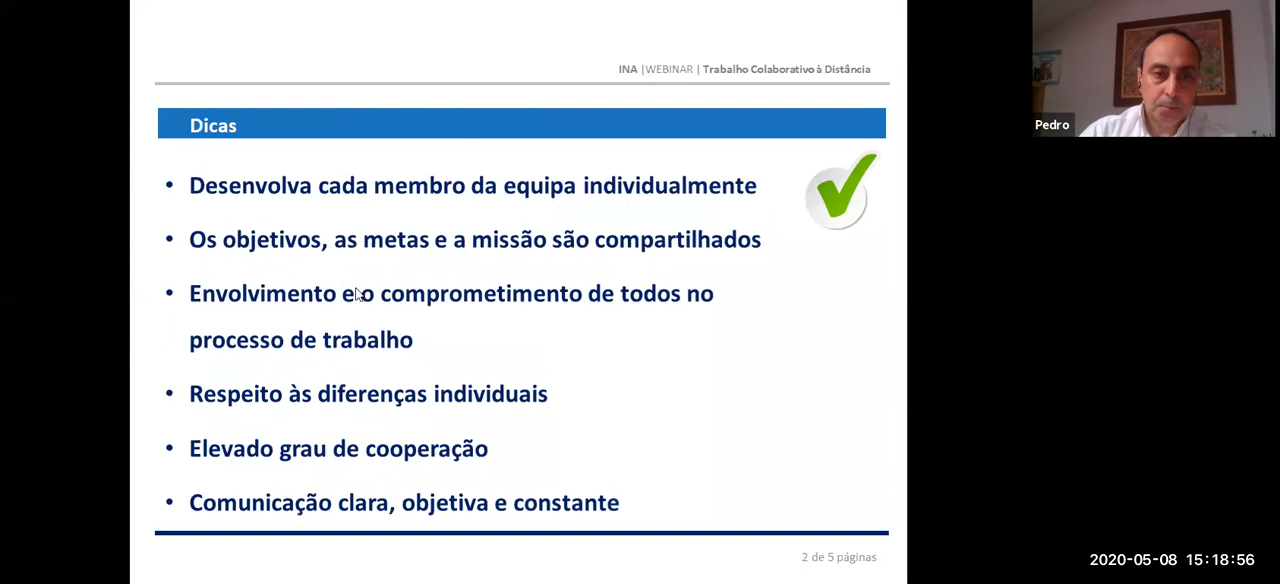 INA |WEBINAR | Trabalho Colaborativo à Distância
Dicas
• Desenvolva cada membro da equipa individualmente
• Os objetivos, as metas e a missão são compartilhados
• Envolvimento e o comprometimento de todos no
processo de trabalho
• Respeito às diferenças individuais
• Elevado grau de cooperação
• Comunicação clara, objetiva e constante
2 de 5 páginas
Pedro
2020-05-08 15:18:56